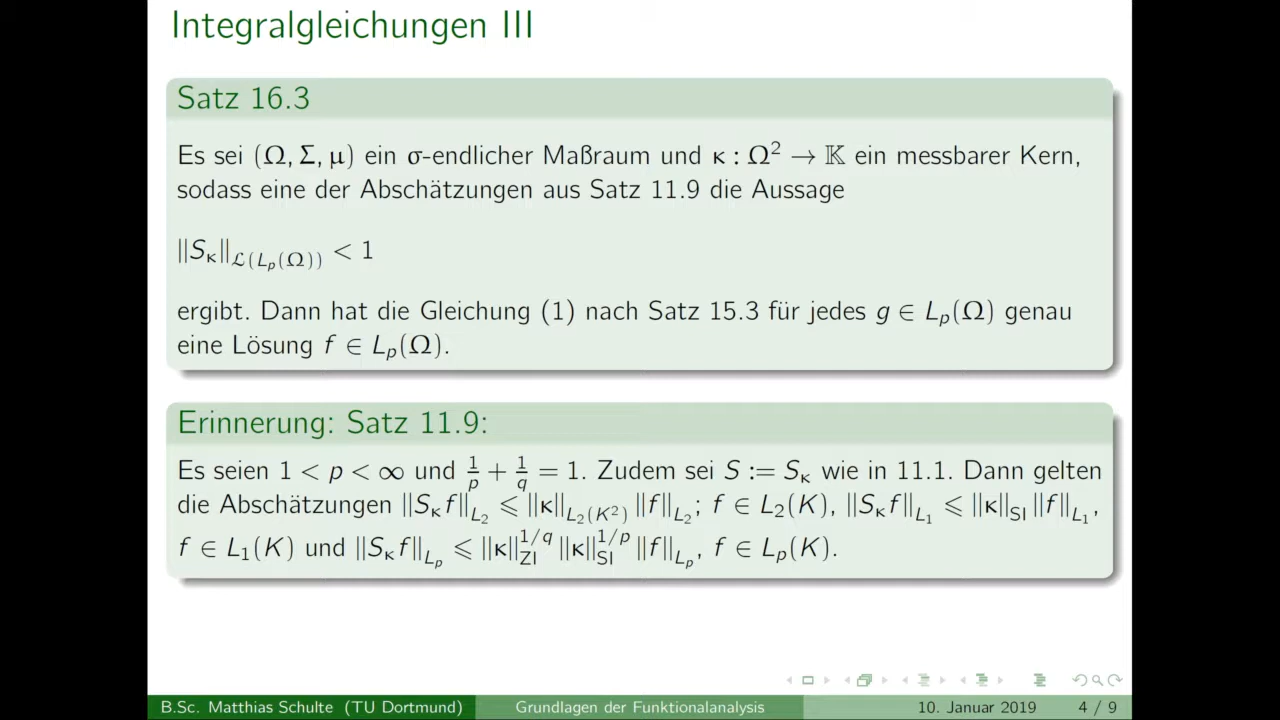 Integralgleichungen III
Satz 16.3
Es sei (Ω, Σ, μ) ein σ-endlicher Maßraum und κ : Ω² → 𝕂 ein messbarer Kern,
sodass eine der Abschätzungen aus Satz 11.9 die Aussage
‖S_κ‖_{ℒ(L_p(Ω))} < 1
ergibt. Dann hat die Gleichung (1) nach Satz 15.3 für jedes g ∈ L_p(Ω) genau
eine Lösung f ∈ L_p(Ω).
Erinnerung: Satz 11.9:
Es seien 1 < p < ∞ und 1/p + 1/q = 1. Zudem sei S := S_κ wie in 11.1. Dann gelten
die Abschätzungen ‖S_κ f‖_{L_2} ⩽ ‖κ‖_{L_2(K²)} ‖f‖_{L_2}; f ∈ L_2(K), ‖S_κ f‖_{L_1} ⩽ ‖κ‖_{SI} ‖f‖_{L_1},
f ∈ L_1(K) und ‖S_κ f‖_{L_p} ⩽ ‖κ‖_{ZI}^{1/q} ‖κ‖_{SI}^{1/p} ‖f‖_{L_p}, f ∈ L_p(K).
B.Sc. Matthias Schulte (TU Dortmund) Grundlagen der Funktionalanalysis 10. Januar 2019 4 / 9